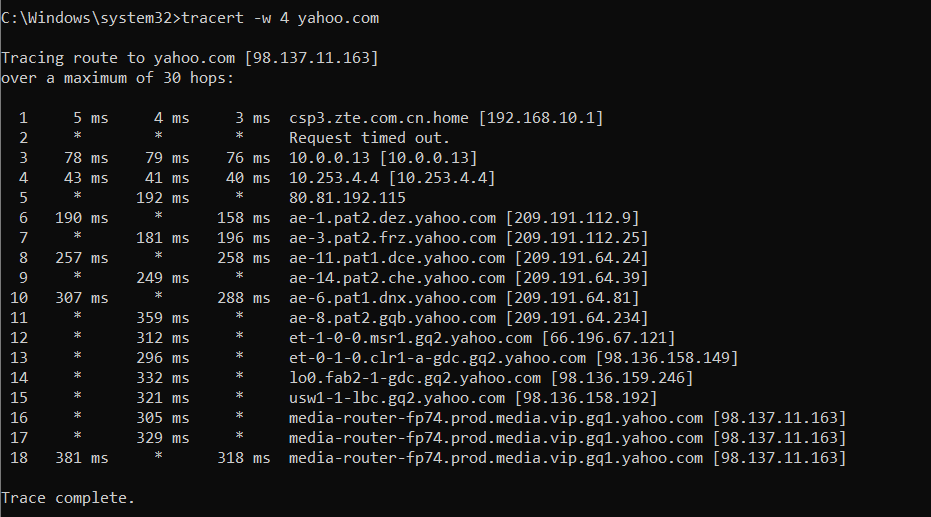 C:\Windows\system32>tracert -w 4 yahoo.com
Tracing route to yahoo.com [98.137.11.163]
over a maximum of 30 hops:
1 5 ms 4 ms 3 ms csp3.zte.com.cn.home [192.168.10.1]
2 * * * Request timed out.
3 78 ms 79 ms 76 ms 10.0.0.13 [10.0.0.13]
4 43 ms 41 ms 40 ms 10.253.4.4 [10.253.4.4]
5 * 192 ms * 80.81.192.115
6 190 ms * 158 ms ae-1.pat2.dez.yahoo.com [209.191.112.9]
7 * 181 ms 196 ms ae-3.pat2.frz.yahoo.com [209.191.112.25]
8 257 ms * 258 ms ae-11.pat1.dce.yahoo.com [209.191.64.24]
9 * 249 ms * ae-14.pat2.che.yahoo.com [209.191.64.39]
10 307 ms * 288 ms ae-6.pat1.dnx.yahoo.com [209.191.64.81]
11 * 359 ms * ae-8.pat2.gqb.yahoo.com [209.191.64.234]
12 * 312 ms * et-1-0-0.msr1.gq2.yahoo.com [66.196.67.121]
13 * 296 ms * et-0-1-0.clr1-a-gdc.gq2.yahoo.com [98.136.158.149]
14 * 332 ms * lo0.fab2-1-gdc.gq2.yahoo.com [98.136.159.246]
15 * 321 ms * usw1-1-lbc.gq2.yahoo.com [98.136.158.192]
16 * 305 ms * media-router-fp74.prod.media.vip.gq1.yahoo.com [98.137.11.163]
17 * 329 ms * media-router-fp74.prod.media.vip.gq1.yahoo.com [98.137.11.163]
18 381 ms * 318 ms media-router-fp74.prod.media.vip.gq1.yahoo.com [98.137.11.163]
Trace complete.